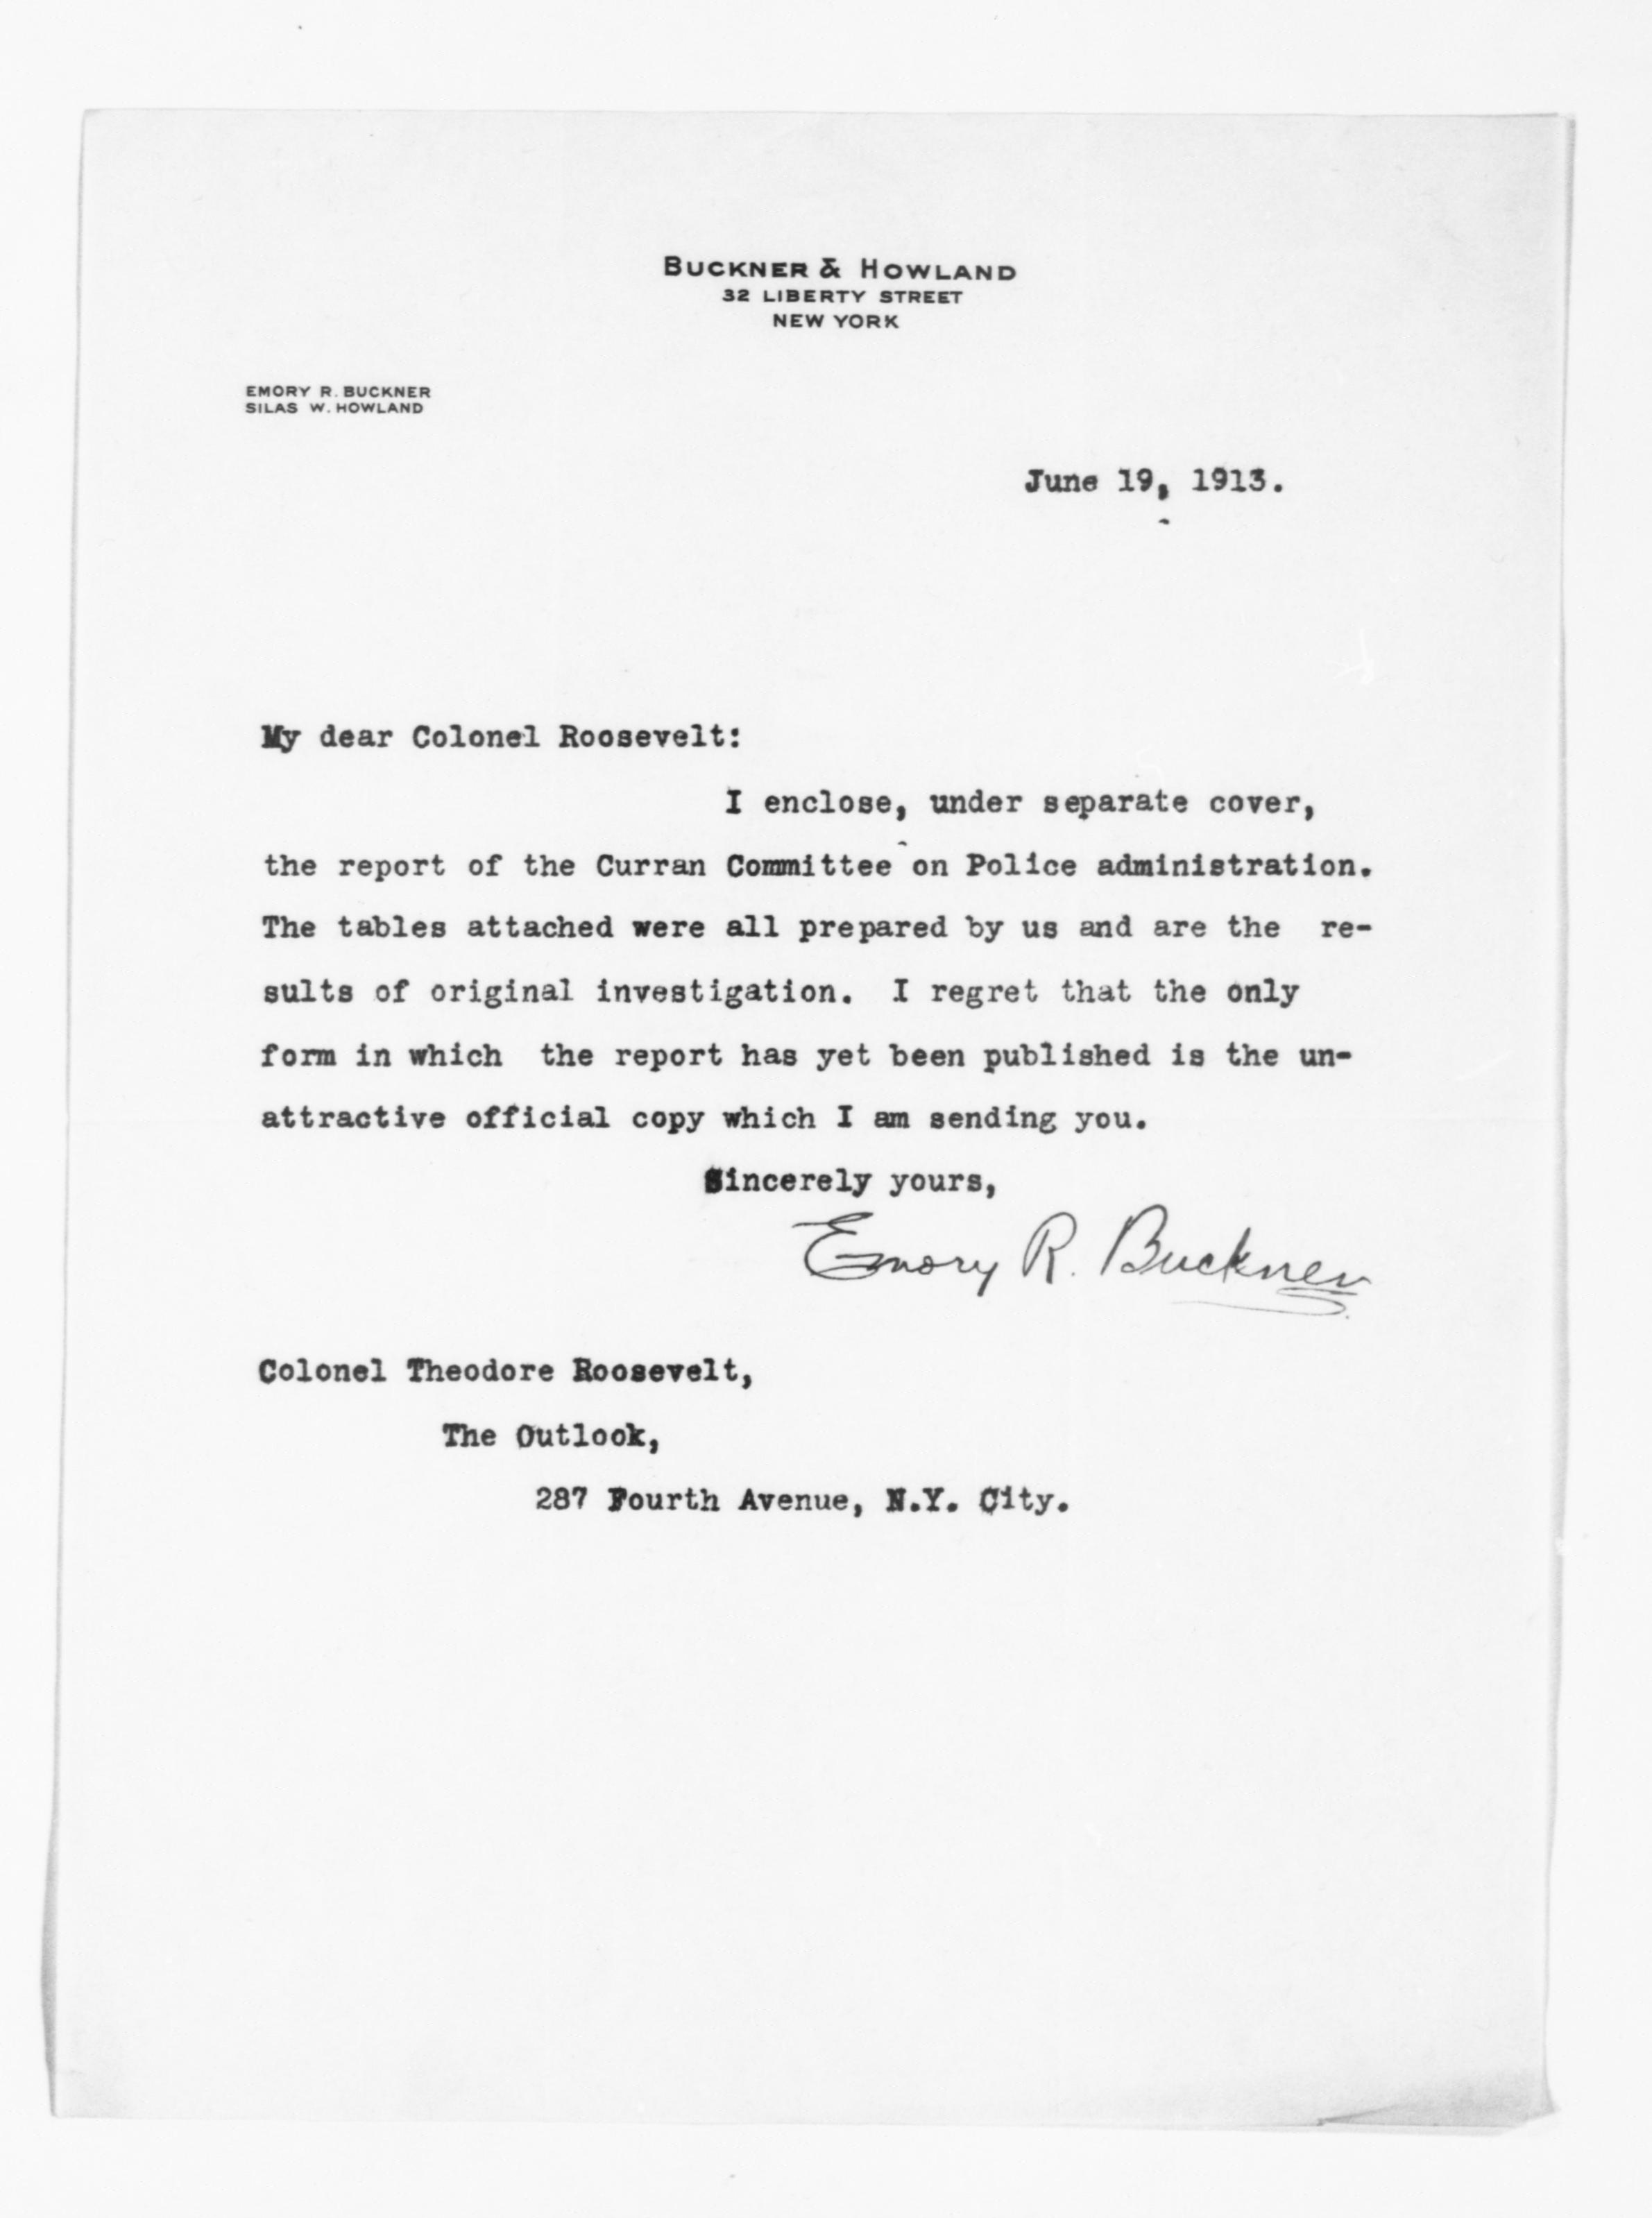 BUCKNER & HOWLAND
32 LIBERTY STREET
NEW YORK
EMORY R. BUCKNER
SILAS W. HOWLAND
June 19, 1913.
My dear Colonel Roosevelt:
I enclose, under separate cover,
the report of the Curran Committee on Police administration.
The tables attached were all prepared by us and are the re-
sults of original investigation. I regret that the only
form in which the report has yet been published is the un-
attractive official copy which I am sending you.
Sincerely yours,
Emory R. Buckner
Colonel Theodore Roosevelt,
The Outlook,
287 Fourth Avenue, N.Y. City.